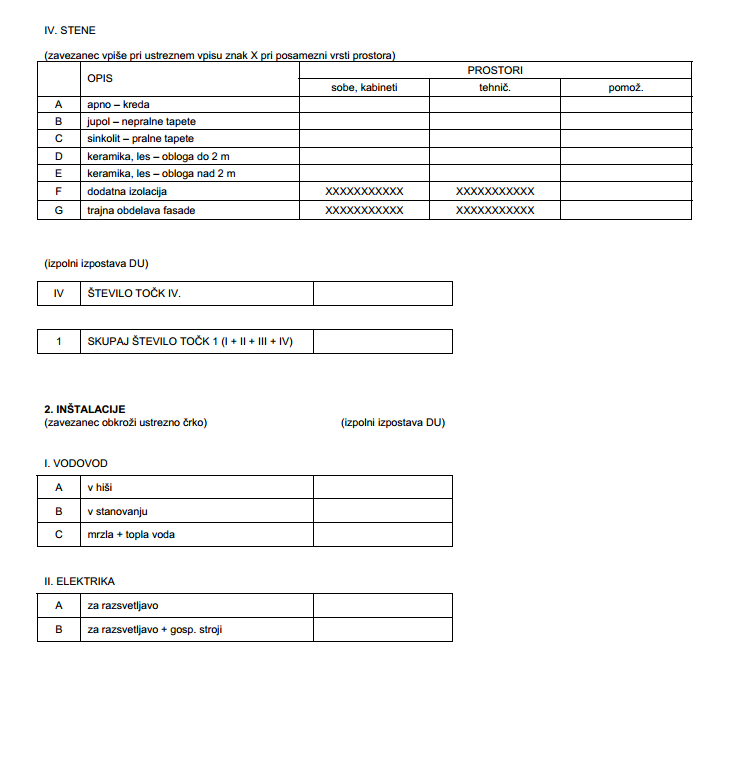 IV. STENE
(zavezanec vpiše pri ustreznem vpisu znak X pri posamezni vrsti prostora)
OPIS PROSTORI
sobe, kabineti tehnič. pomož.
A apno – kreda
B jupol – nepralne tapete
C sinkolit – pralne tapete
D keramika, les – obloga do 2 m
E keramika, les – obloga nad 2 m
F dodatna izolacija XXXXXXXXXXX XXXXXXXXXXX
G trajna obdelava fasade XXXXXXXXXXX XXXXXXXXXXX
(izpolni izpostava DU)
IV ŠTEVILO TOČK IV.
1 SKUPAJ ŠTEVILO TOČK 1 (I + II + III + IV)
2. INŠTALACIJE
(zavezanec obkroži ustrezno črko) (izpolni izpostava DU)
I. VODOVOD
A v hiši
B v stanovanju
C mrzla + topla voda
II. ELEKTRIKA
A za razsvetljavo
B za razsvetljavo + gosp. stroji